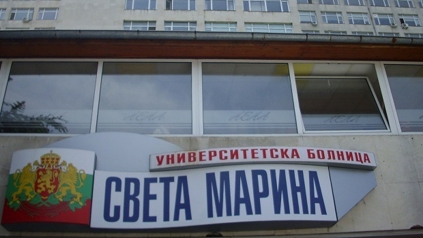 УНИВЕРСИТЕТСКА БОЛНИЦА
СВЕТА МАРИНА